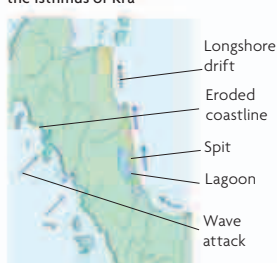 the Isthmus of Kra
Longshore
drift
Eroded
coastline
Spit
Lagoon
Wave
attack